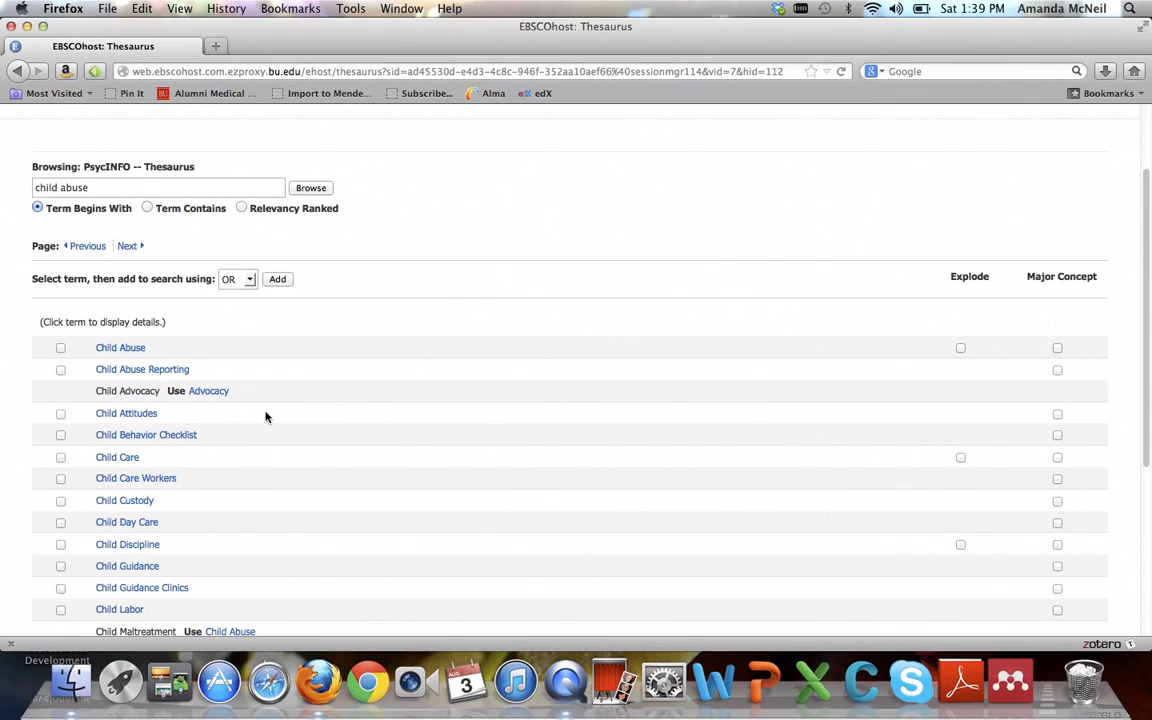 Firefox File Edit View History Bookmarks Tools Window Help Sat 1:39 PM Amanda McNeil
EBSCOhost: Thesaurus
EBSCOhost: Thesaurus
web.ebscohost.com.ezproxy.bu.edu/ehost/thesaurus?sid=ad45530d-e4d3-4c8c-946f-352aa10aef66%40sessionmgr114&vid=7&hid=112 Google
Most Visited Pin It BU Alumni Medical ... Import to Mende... Subscribe... Alma edX Bookmarks
Browsing: PsycINFO -- Thesaurus
child abuse Browse
Term Begins With Term Contains Relevancy Ranked
Page: Previous Next
Select term, then add to search using: OR Add Explode Major Concept
(Click term to display details.)
Child Abuse
Child Abuse Reporting
Child Advocacy Use Advocacy
Child Attitudes
Child Behavior Checklist
Child Care
Child Care Workers
Child Custody
Child Day Care
Child Discipline
Child Guidance
Child Guidance Clinics
Child Labor
Child Maltreatment Use Child Abuse
zotero
Development
AUG 3